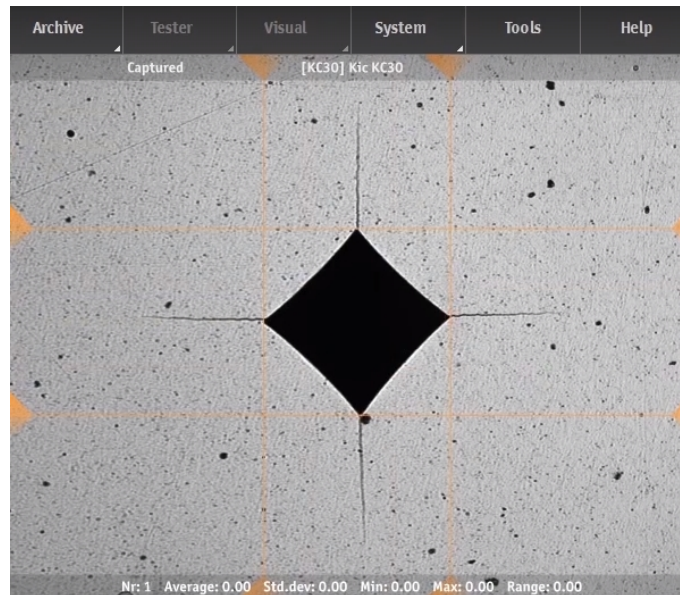 Archive Tester Visual System Tools Help
Captured [KC30] Kic KC30
Nr: 1 Average: 0.00 Std.dev: 0.00 Min: 0.00 Max: 0.00 Range: 0.00